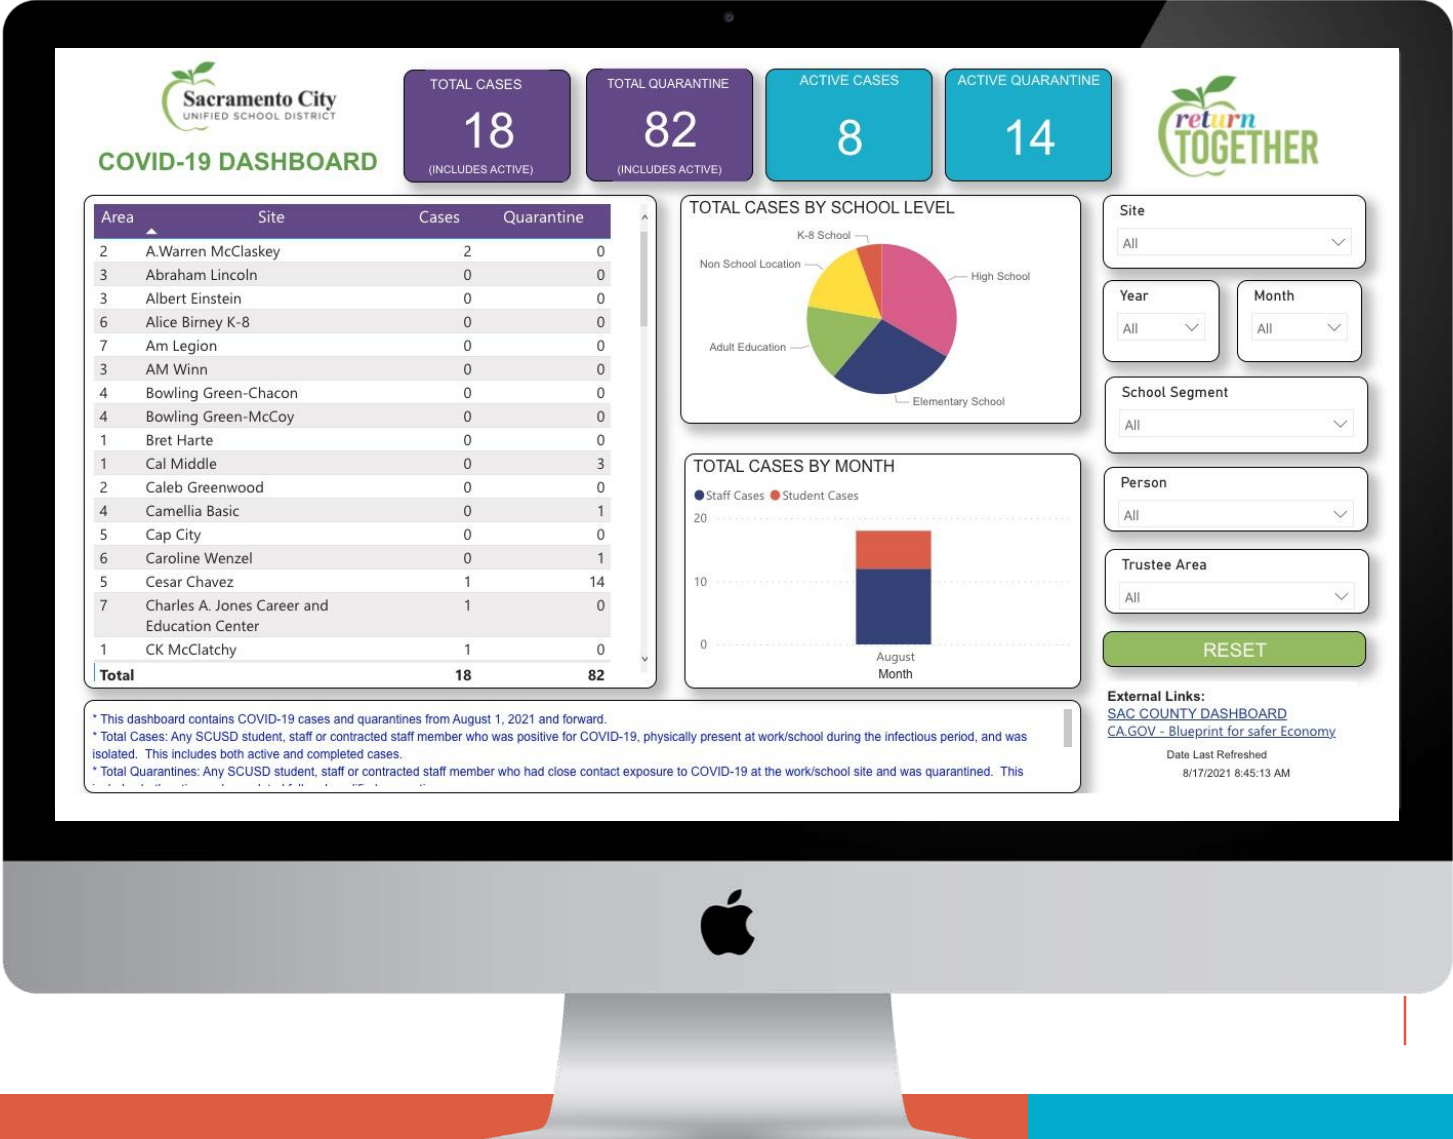 Sacramento City
UNIFIED SCHOOL DISTRICT
COVID-19 DASHBOARD
TOTAL CASES
18
(INCLUDES ACTIVE)
TOTAL QUARANTINE
82
(INCLUDES ACTIVE)
ACTIVE CASES
8
ACTIVE QUARANTINE
14
return
TOGETHER
Area Site Cases Quarantine
2 A.Warren McClaskey 2 0
3 Abraham Lincoln 0 0
3 Albert Einstein 0 0
6 Alice Birney K-8 0 0
7 Am Legion 0 0
3 AM Winn 0 0
4 Bowling Green-Chacon 0 0
4 Bowling Green-McCoy 0 0
1 Bret Harte 0 0
1 Cal Middle 0 3
2 Caleb Greenwood 0 0
4 Camellia Basic 0 1
5 Cap City 0 0
6 Caroline Wenzel 0 1
5 Cesar Chavez 1 14
7 Charles A. Jones Career and 1 0
Education Center
1 CK McClatchy 1 0
Total 18 82
TOTAL CASES BY SCHOOL LEVEL
K-8 School
Non School Location
High School
Adult Education
Elementary School
TOTAL CASES BY MONTH
Staff Cases Student Cases
20
10
0
August
Month
Site
All
Year
All
Month
All
School Segment
All
Person
All
Trustee Area
All
RESET
External Links:
SAC COUNTY DASHBOARD
CA.GOV - Blueprint for safer Economy
Date Last Refreshed
8/17/2021 8:45:13 AM
* This dashboard contains COVID-19 cases and quarantines from August 1, 2021 and forward.
* Total Cases: Any SCUSD student, staff or contracted staff member who was positive for COVID-19, physically present at work/school during the infectious period, and was
isolated. This includes both active and completed cases.
* Total Quarantines: Any SCUSD student, staff or contracted staff member who had close contact exposure to COVID-19 at the work/school site and was quarantined. This